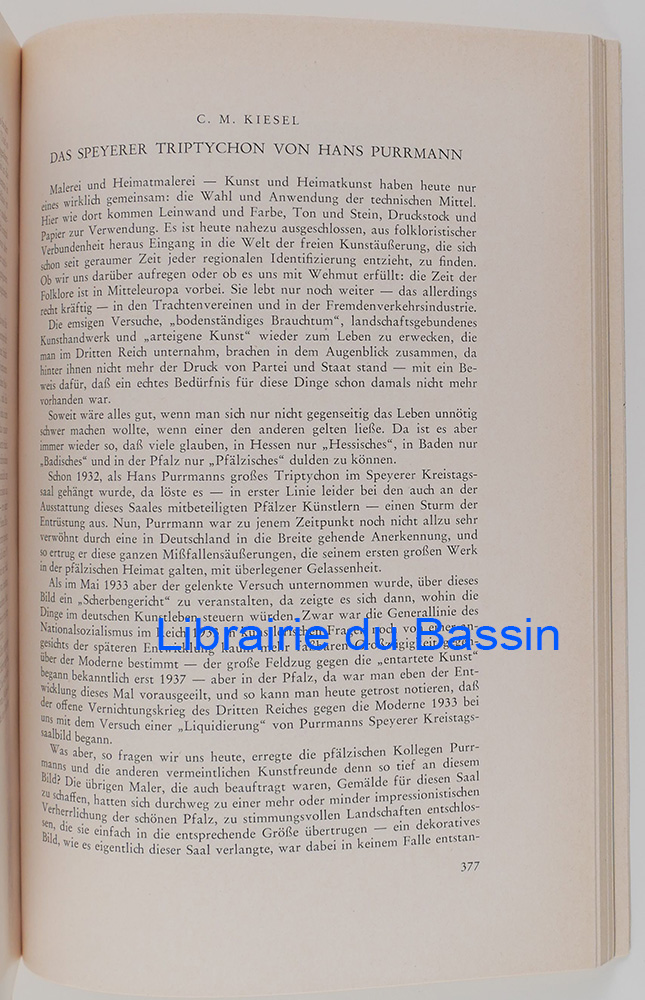 C. M. KIESEL
DAS SPEYERER TRIPTYCHON VON HANS PURRMANN
Malerei und Heimatmalerei — Kunst und Heimatkunst haben heute nur
eines wirklich gemeinsam: die Wahl und Anwendung der technischen Mittel.
Hier wie dort kommen Leinwand und Farbe, Ton und Stein, Druckstock und
Papier zur Verwendung. Es ist heute nahezu ausgeschlossen, aus folkloristischer
Verbundenheit heraus Eingang in die Welt der freien Kunstäußerung, die sich
schon seit geraumer Zeit jeder regionalen Identifizierung entzieht, zu finden.
Ob wir uns darüber aufregen oder ob es uns mit Wehmut erfüllt: die Zeit der
Folklore ist in Mitteleuropa vorbei. Sie lebt nur noch weiter — das allerdings
recht kräftig — in den Trachtenvereinen und in der Fremdenverkehrsindustrie.
Die emsigen Versuche, „bodenständiges Brauchtum“, landschaftsgebundenes
Kunsthandwerk und „arteigene Kunst“ wieder zum Leben zu erwecken, die
man im Dritten Reich unternahm, brachen in dem Augenblick zusammen, da
hinter ihnen nicht mehr der Druck von Partei und Staat stand — mit ein Be-
weis dafür, daß ein echtes Bedürfnis für diese Dinge schon damals nicht mehr
vorhanden war.
Soweit wäre alles gut, wenn man sich nur nicht gegenseitig das Leben unnötig
schwer machen wollte, wenn einer den anderen gelten ließe. Da ist es aber
immer wieder so, daß viele glauben, in Hessen nur „Hessisches“, in Baden nur
„Badisches“ und in der Pfalz nur „Pfälzisches“ dulden zu können.
Schon 1932, als Hans Purrmanns großes Triptychon im Speyerer Kreistags-
saal gehängt wurde, da löste es — in erster Linie leider bei den auch an der
Ausstattung dieses Saales mitbeteiligten Pfälzer Künstlern — einen Sturm der
Entrüstung aus. Nun, Purrmann war zu jenem Zeitpunkt noch nicht allzu sehr
verwöhnt durch eine in Deutschland in die Breite gehende Anerkennung, und
so ertrug er diese ganzen Mißfallensäußerungen, die seinem ersten großen Werk
in der pfälzischen Heimat galten, mit überlegener Gelassenheit.
Als im Mai 1933 aber der gelenkte Versuch unternommen wurde, über dieses
Bild ein „Scherbengericht“ zu veranstalten, da zeigte es sich dann, wohin die
Dinge im deutschen Kunstleben steuern würden. Zwar war die Generallinie des
Nationalsozialismus im Reich in künstlerischen Fragen noch von einer an-
gesichts der späteren Entwicklung kaum mehr faßbaren Großzügigkeit gegen-
über der Moderne bestimmt — der große Feldzug gegen die „entartete Kunst“
begann bekanntlich erst 1937 — aber in der Pfalz, da war man eben der Ent-
wicklung dieses Mal vorausgeeilt, und so kann man heute getrost notieren, daß
der offene Vernichtungskrieg des Dritten Reiches gegen die Moderne 1933 bei
uns mit dem Versuch einer „Liquidierung“ von Purrmanns Speyerer Kreistags-
saalbild begann.
Was aber, so fragen wir uns heute, erregte die pfälzischen Kollegen Purr-
manns und die anderen vermeintlichen Kunstfreunde denn so tief an diesem
Bild? Die übrigen Maler, die auch beauftragt waren, Gemälde für diesen Saal
zu schaffen, hatten sich durchweg zu einer mehr oder minder impressionistischen
Verherrlichung der schönen Pfalz, zu stimmungsvollen Landschaften entschlos-
sen, die sie einfach in die entsprechende Größe übertrugen — ein dekoratives
Bild, wie es eigentlich dieser Saal verlangte, war dabei in keinem Falle entstan-
377
Librairie du Bassin